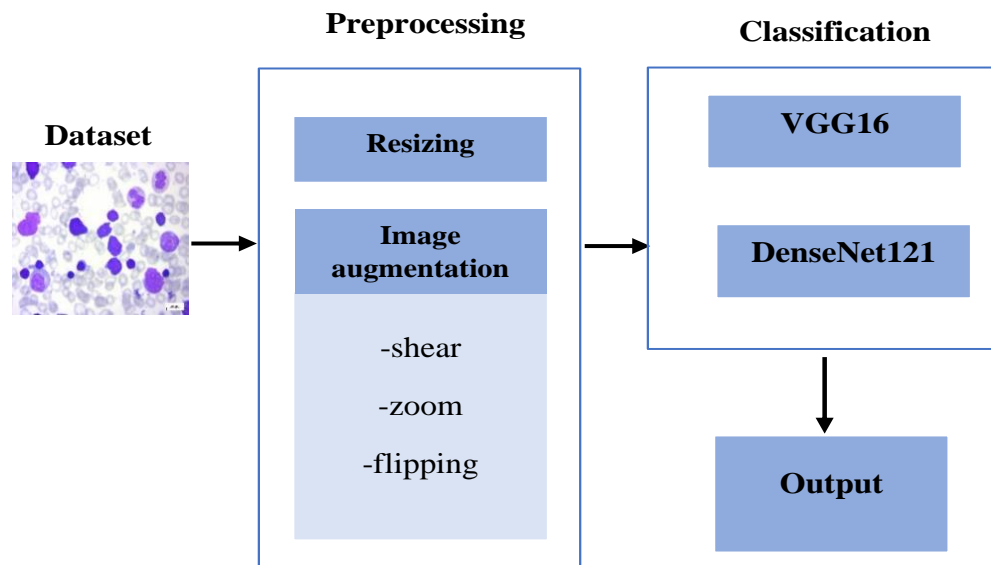 Preprocessing
Classification
Dataset
Resizing
Image
augmentation
-shear
-zoom
-flipping
VGG16
DenseNet121
Output